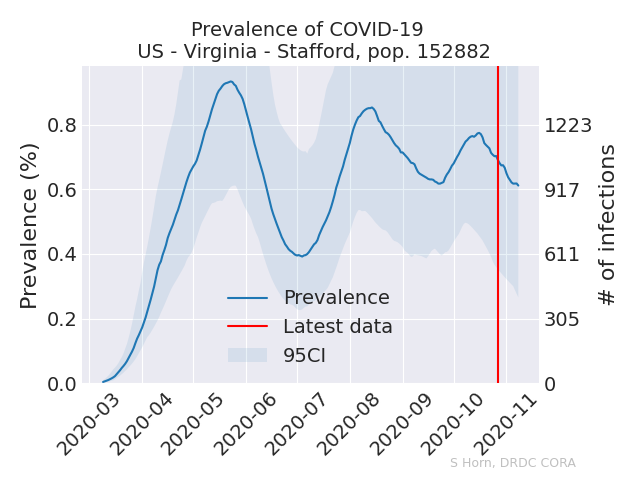 Prevalence of COVID-19
US - Virginia - Stafford, pop. 152882
Prevalence (%)
0.8
0.6
0.4
0.2
0.0
1223
917
611
305
0
# of infections
Prevalence
Latest data
95CI
2020-03
2020-04
2020-05
2020-06
2020-07
2020-08
2020-09
2020-10
2020-11
S Horn, DRDC CORA